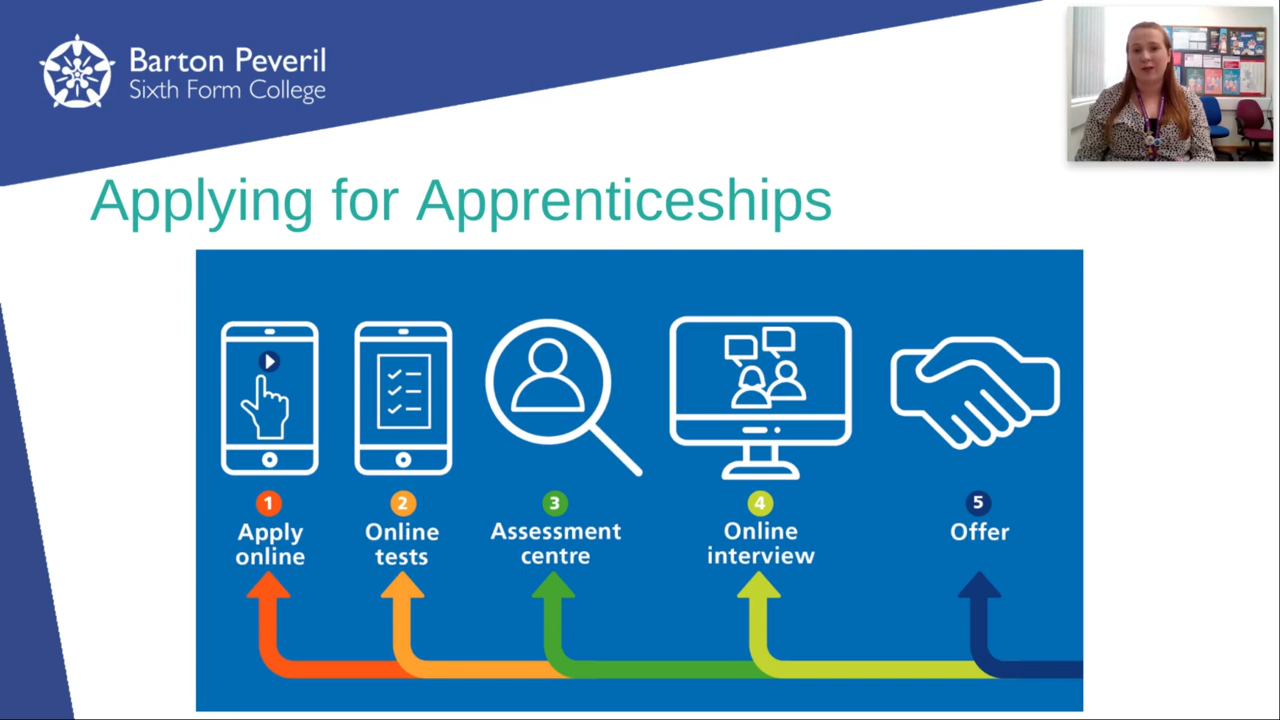 Barton Peveril
Sixth Form College
Applying for Apprenticeships
1
Apply
online
2
Online
tests
3
Assessment
centre
4
Online
interview
5
Offer